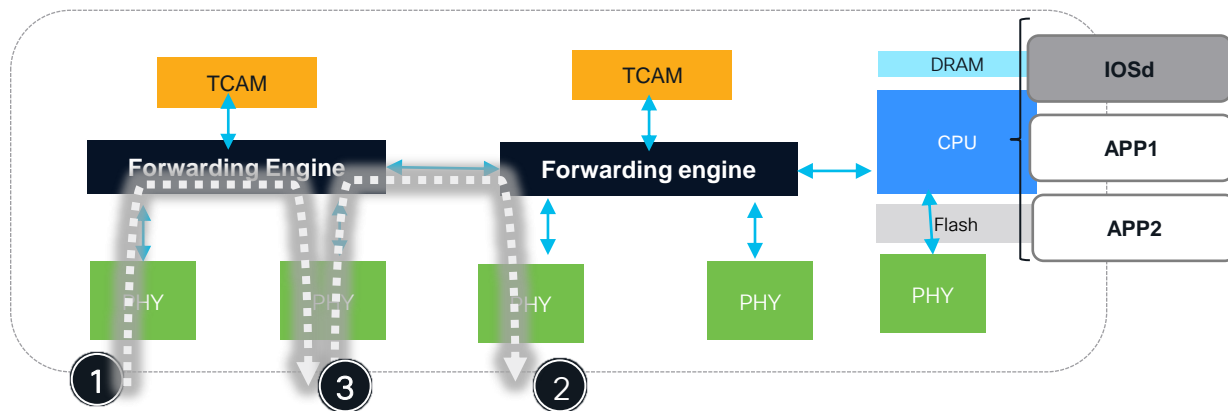 TCAM
TCAM
DRAM
IOSd
Forwarding Engine
Forwarding engine
CPU
APP1
Flash
APP2
PHY
PHY
PHY
PHY
PHY
1
3
2